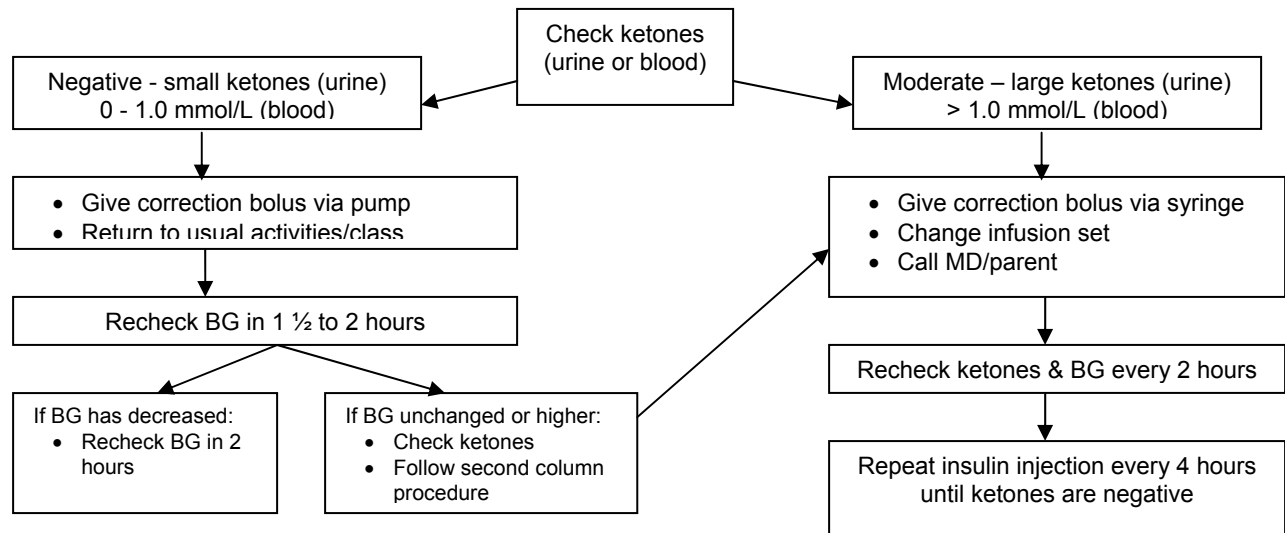 Check ketones
(urine or blood)
Negative - small ketones (urine)
0 - 1.0 mmol/L (blood)
Moderate – large ketones (urine)
> 1.0 mmol/L (blood)
• Give correction bolus via pump
• Return to usual activities/class
• Give correction bolus via syringe
• Change infusion set
• Call MD/parent
Recheck BG in 1 ½ to 2 hours
Recheck ketones & BG every 2 hours
If BG has decreased:
• Recheck BG in 2
hours
If BG unchanged or higher:
• Check ketones
• Follow second column
procedure
Repeat insulin injection every 4 hours
until ketones are negative